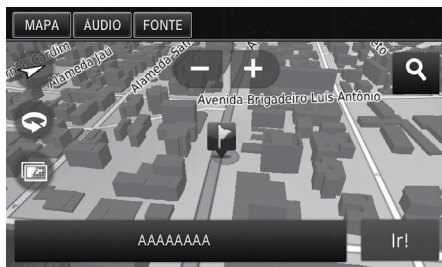 MAPA ÁUDIO FONTE
Alameda Jaú
Avenida Brigadeiro Luís Antônio
AAAAAAAA
Ir!